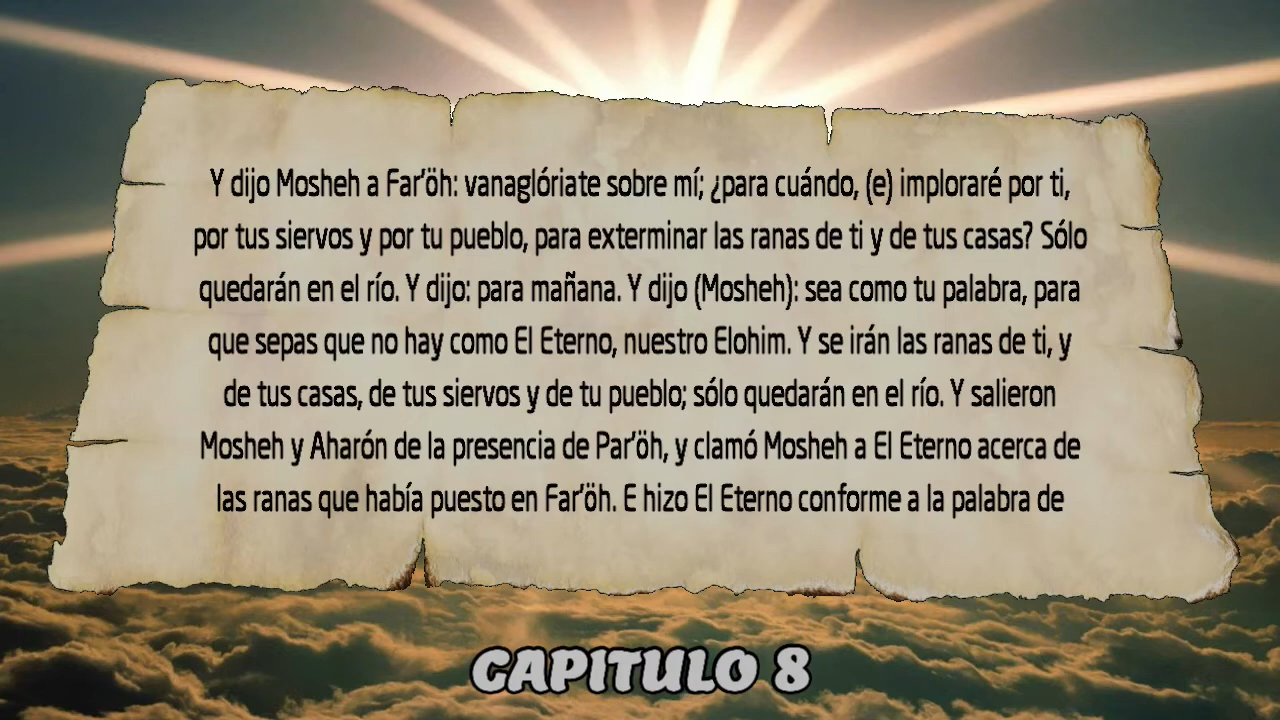 Y dijo Mosheh a Far'öh: vanaglóriate sobre mí; ¿para cuándo, (e) imploraré por ti,
por tus siervos y por tu pueblo, para exterminar las ranas de ti y de tus casas? Sólo
quedarán en el río. Y dijo: para mañana. Y dijo (Mosheh): sea como tu palabra, para
que sepas que no hay como El Eterno, nuestro Elohim. Y se irán las ranas de ti, y
de tus casas, de tus siervos y de tu pueblo; sólo quedarán en el río. Y salieron
Mosheh y Aharón de la presencia de Par'öh, y clamó Mosheh a El Eterno acerca de
las ranas que había puesto en Far'öh. E hizo El Eterno conforme a la palabra de
CAPITULO 8